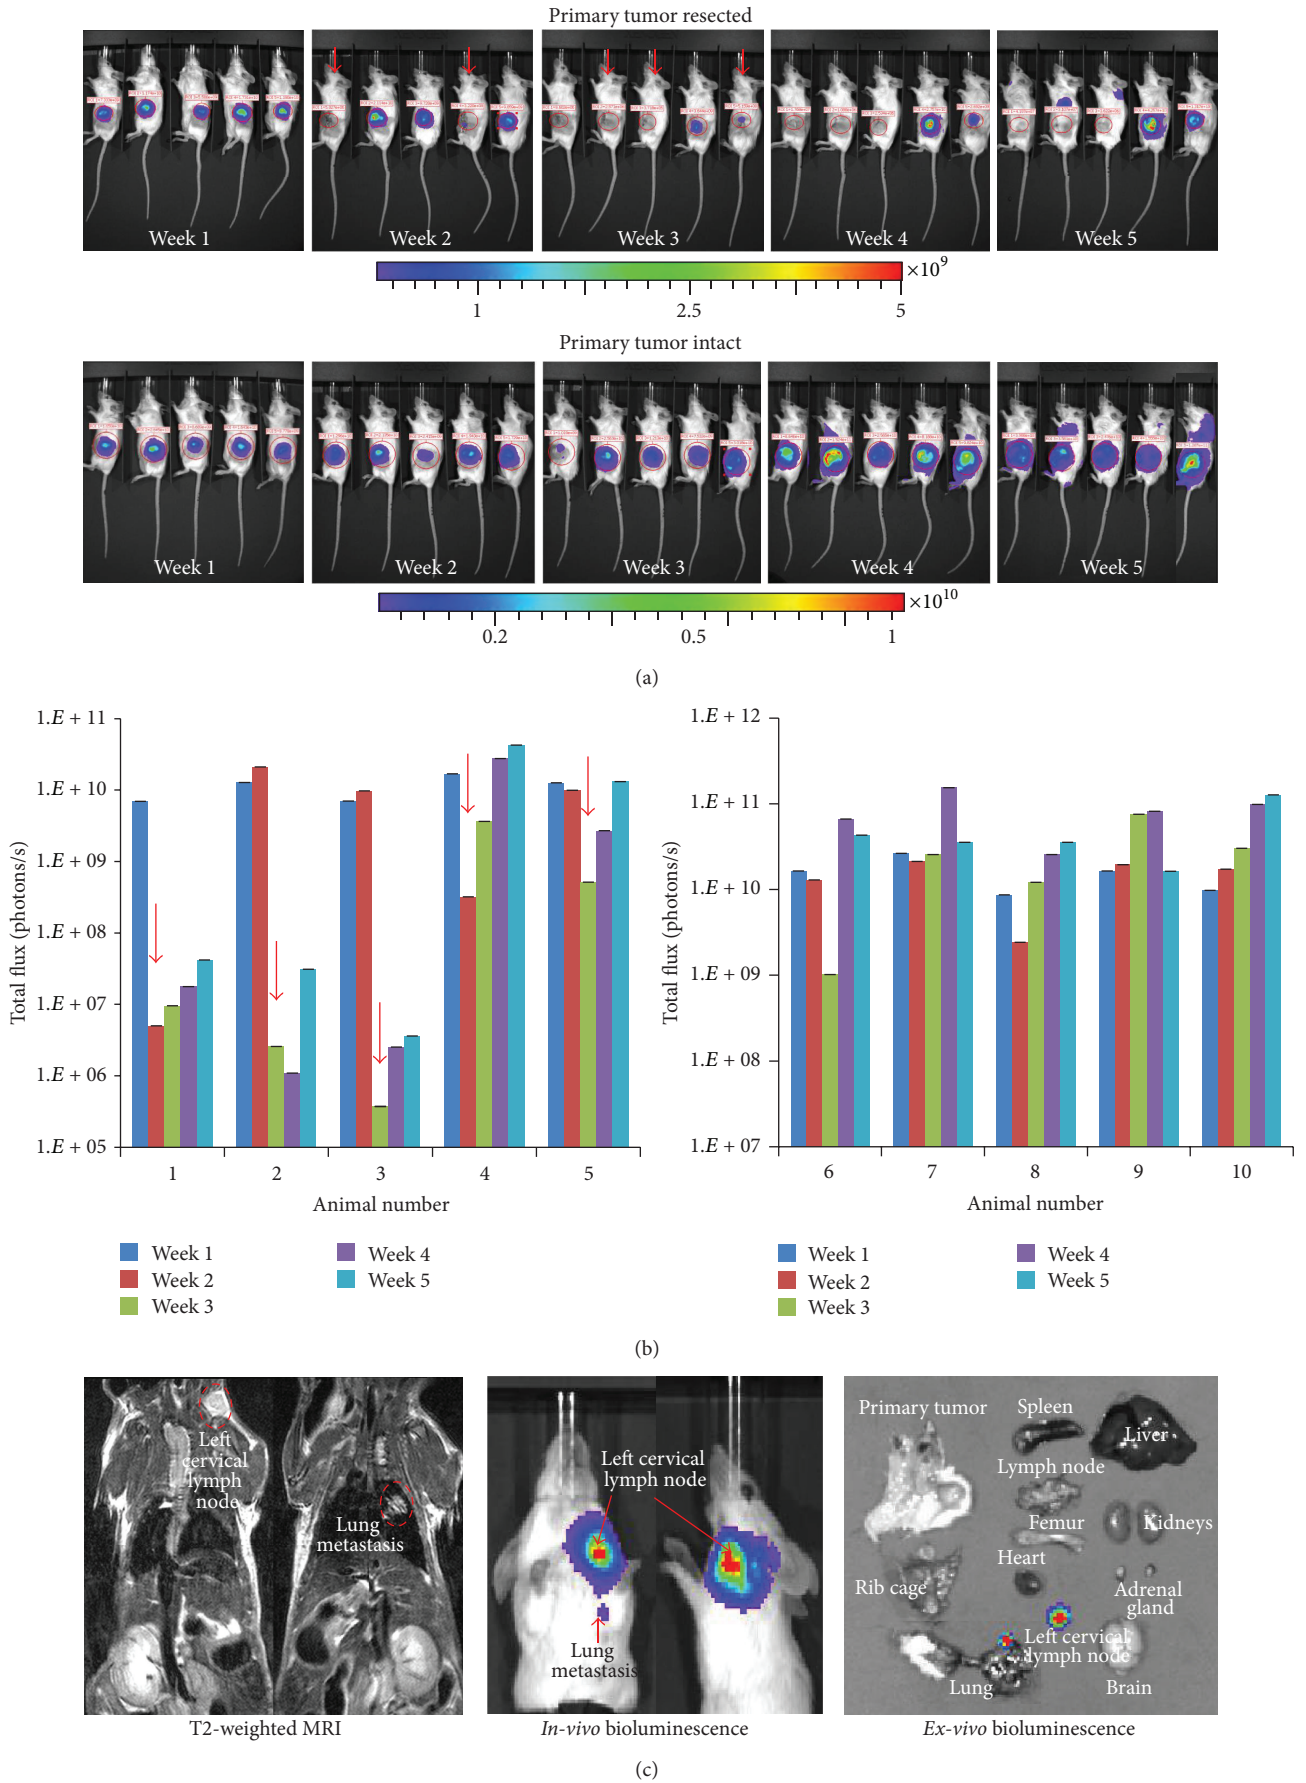 Primary tumor resected
Week 1
Week 2
Week 3
Week 4
Week 5
×10⁹
1
2.5
5
Primary tumor intact
Week 1
Week 2
Week 3
Week 4
Week 5
×10¹⁰
0.2
0.5
1
(a)
Total flux (photons/s)
1.E + 11
1.E + 10
1.E + 09
1.E + 08
1.E + 07
1.E + 06
1.E + 05
1
2
3
4
5
Animal number
Week 1
Week 2
Week 3
Week 4
Week 5
Total flux (photons/s)
1.E + 12
1.E + 11
1.E + 10
1.E + 09
1.E + 08
1.E + 07
6
7
8
9
10
Animal number
Week 1
Week 2
Week 3
Week 4
Week 5
(b)
Left
cervical
lymph
node
Lung
metastasis
T2-weighted MRI
Left cervical
lymph node
Lung
metastasis
In-vivo bioluminescence
Primary tumor
Spleen
Liver
Lymph node
Femur
Kidneys
Heart
Rib cage
Adrenal
gland
Left cervical
lymph node
Lung
Brain
Ex-vivo bioluminescence
(c)